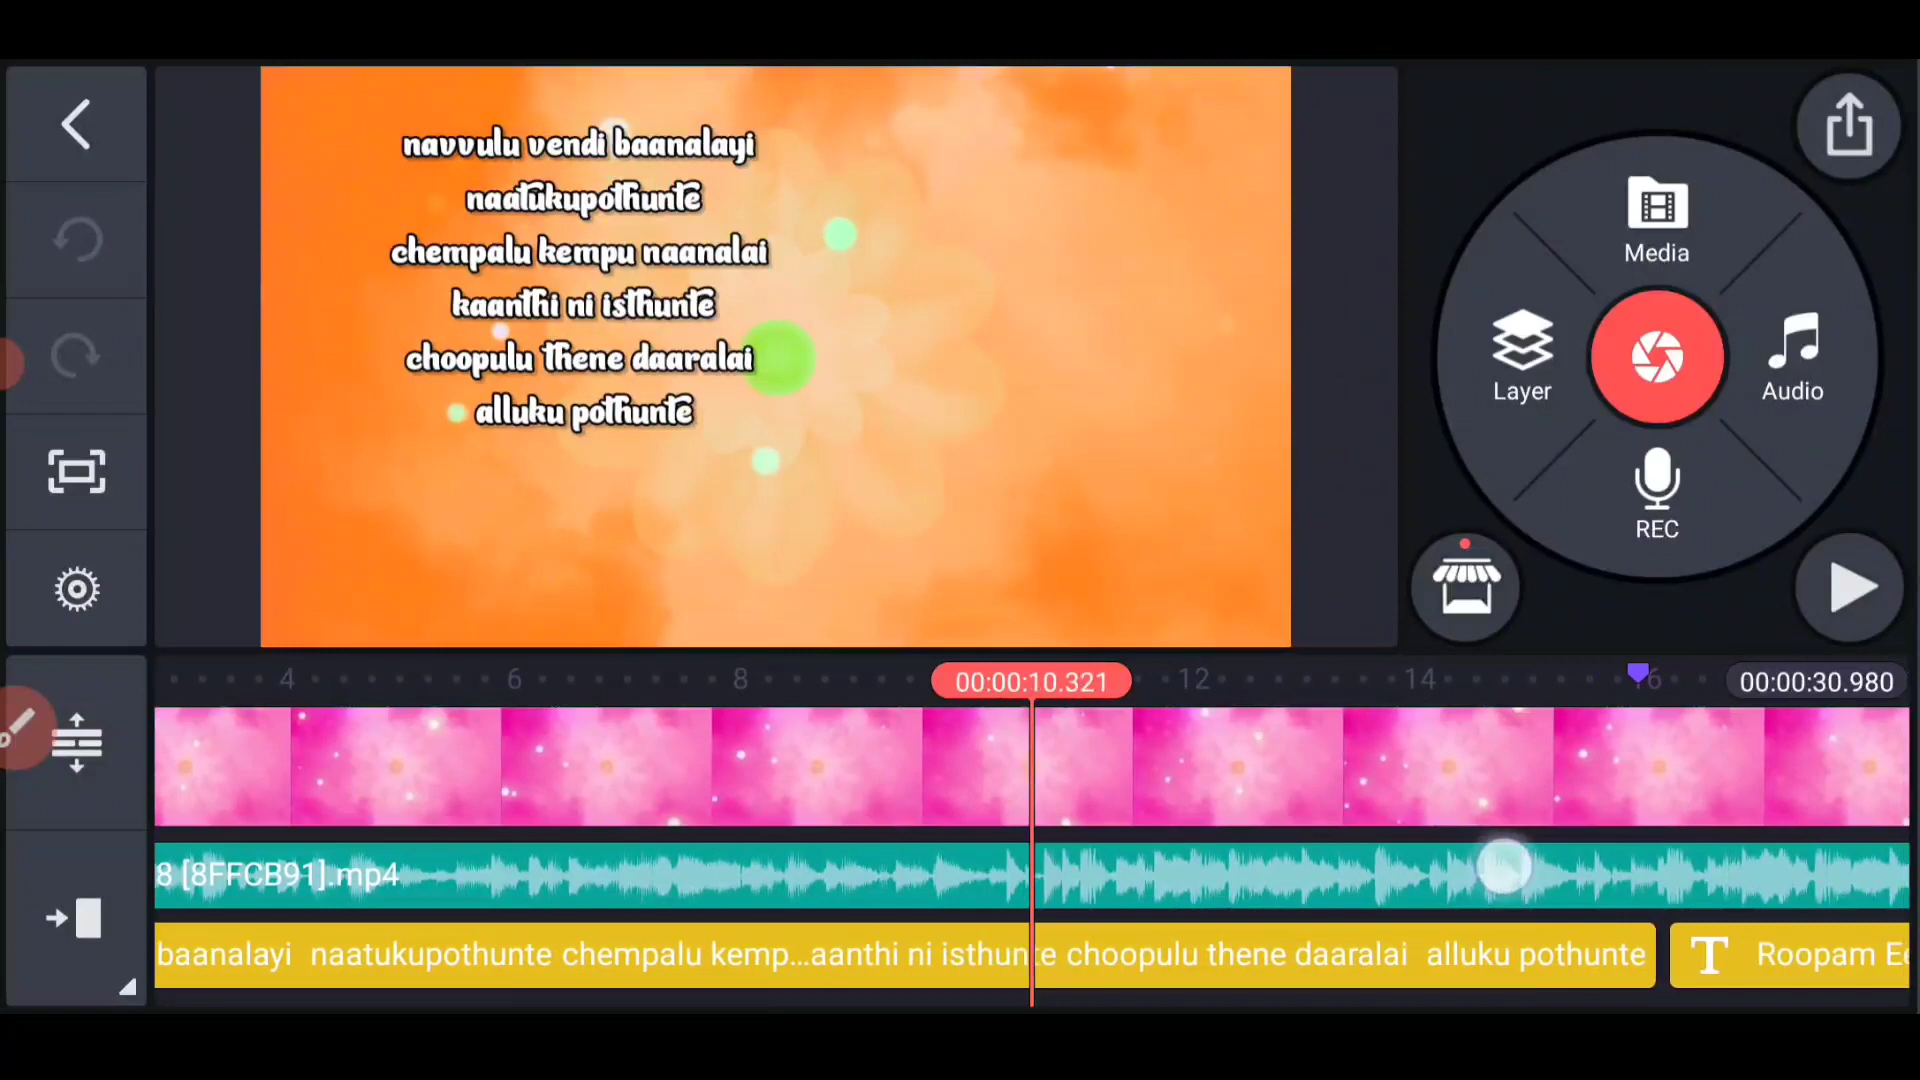 navvulu vendi baanalayi
naatukupothunte
chempalu kempu naanalai
kaanthi ni isthunte
choopulu thene daaralai
alluku pothunte
Media
Layer
Audio
REC
4
6
8
00:00:10.321
12
14
16
00:00:30.980
8 [8FFCB91].mp4
baanalayi naatukupothunte chempalu kemp...aanthi ni isthunte choopulu thene daaralai alluku pothunte
T Roopam Ee